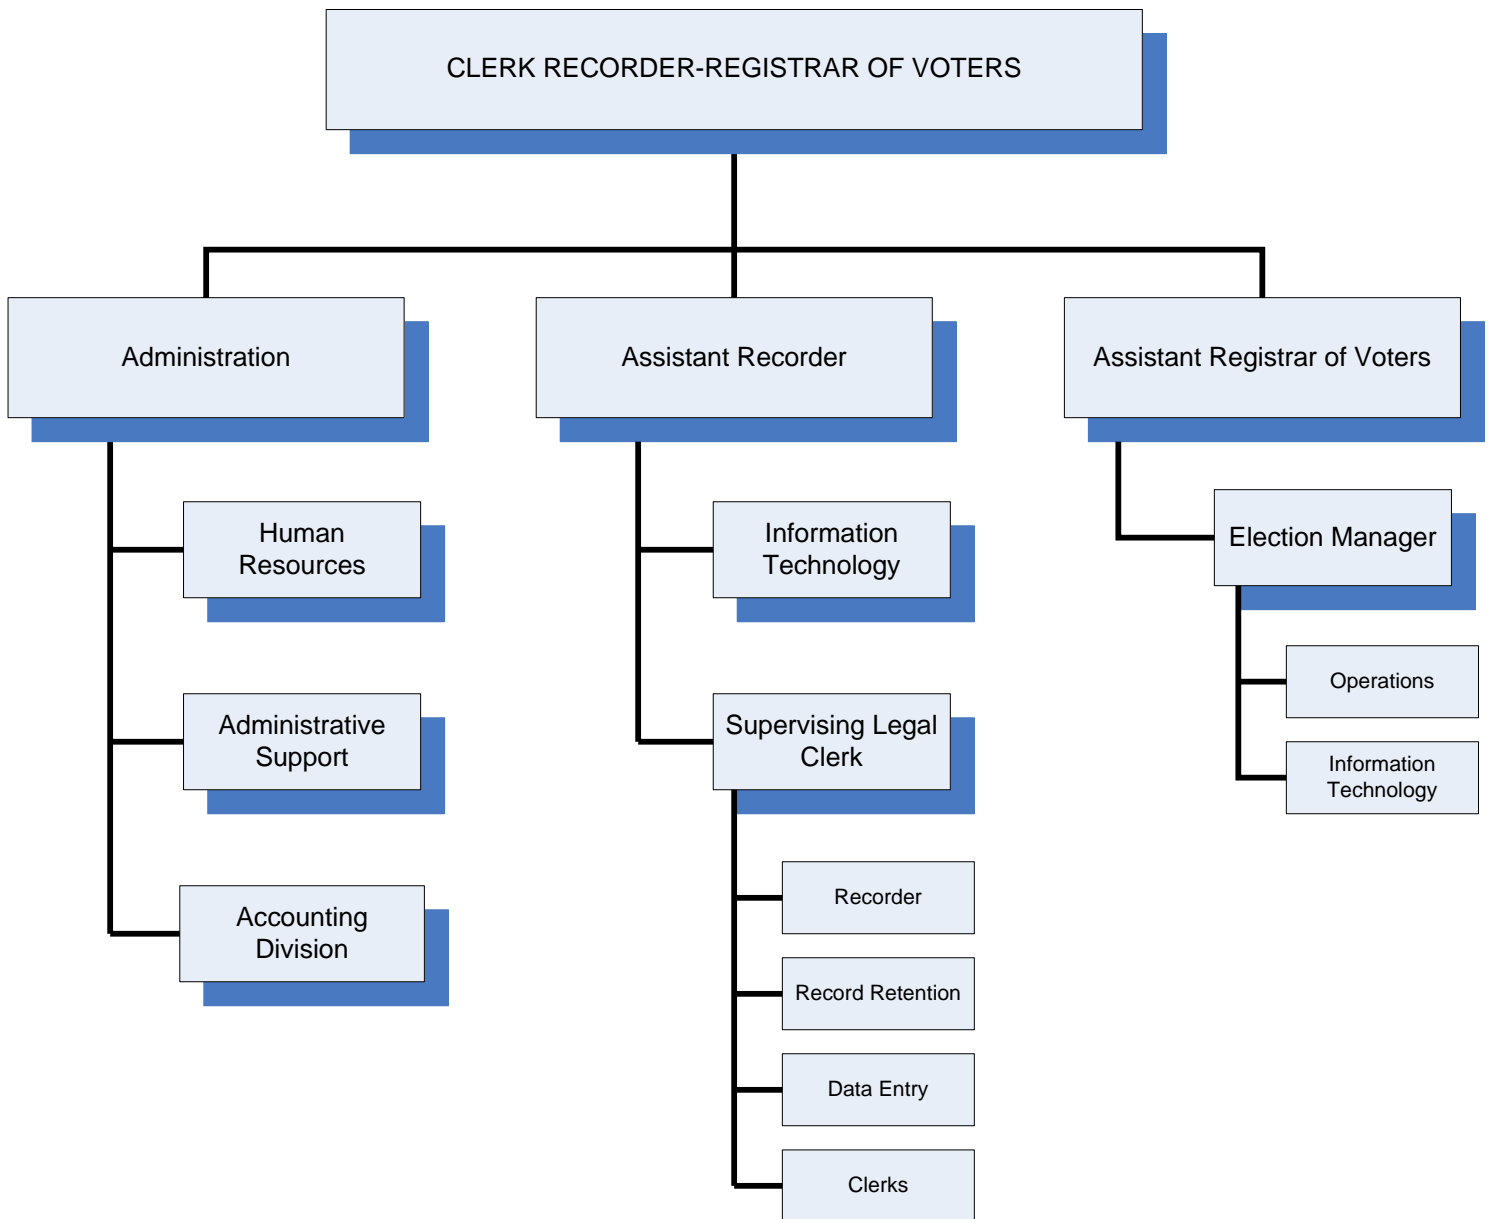 CLERK RECORDER-REGISTRAR OF VOTERS
Administration
Assistant Recorder
Assistant Registrar of Voters
Human
Resources
Information
Technology
Election Manager
Administrative
Support
Supervising Legal
Clerk
Operations
Information
Technology
Accounting
Division
Recorder
Record Retention
Data Entry
Clerks